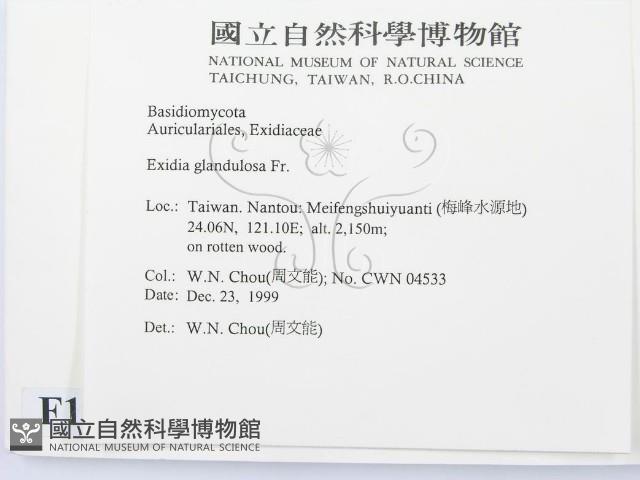 國立自然科學博物館
NATIONAL MUSEUM OF NATURAL SCIENCE
TAICHUNG, TAIWAN, R.O.CHINA
Basidiomycota
Auriculariales, Exidiaceae
Exidia glandulosa Fr.
Loc.: Taiwan. Nantou: Meifengshuiyuanti (梅峰水源地)
24.06N, 121.10E; alt. 2,150m;
on rotten wood.
Col.: W.N. Chou(周文能); No. CWN 04533
Date: Dec. 23, 1999
Det.: W.N. Chou(周文能)
F1
國立自然科學博物館
NATIONAL MUSEUM OF NATURAL SCIENCE